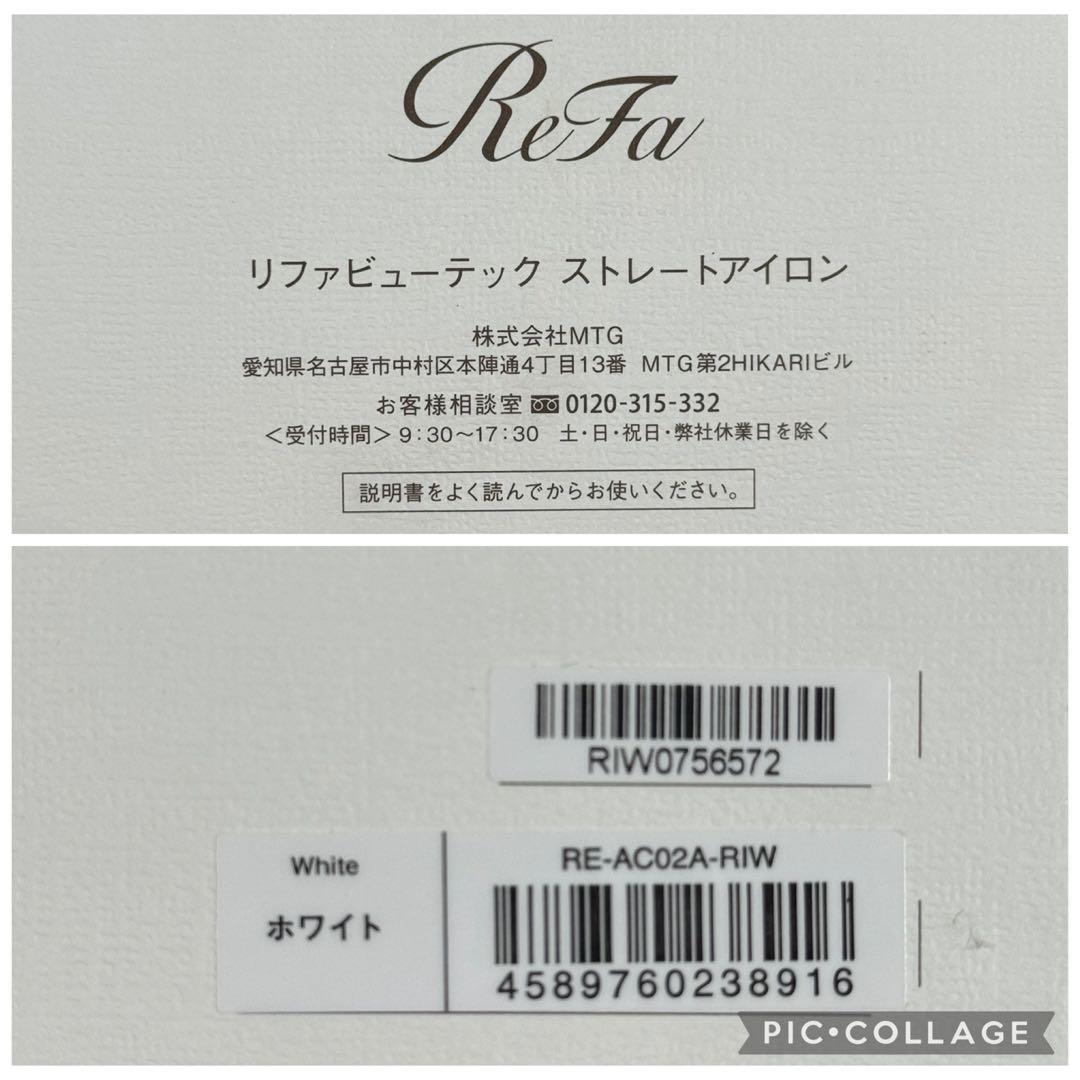 ReFa
リファビューテック ストレートアイロン
株式会社MTG
愛知県名古屋市中村区本陣通4丁目13番 MTG第2HIKARIビル
お客様相談室 0120-315-332
＜受付時間＞9：30〜17：30 土・日・祝日・弊社休業日を除く
説明書をよく読んでからお使いください。
RIW0756572
White
ホワイト
RE-AC02A-RIW
4589760238916
PIC•COLLAGE